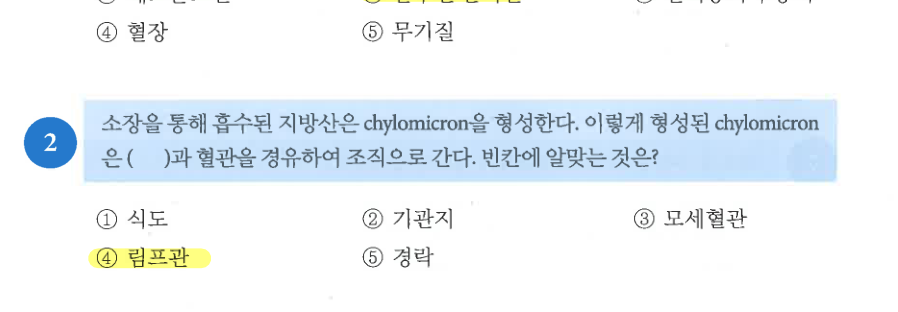 ④ 혈장 ⑤ 무기질
2
소장을 통해 흡수된 지방산은 chylomicron을 형성한다. 이렇게 형성된 chylomicron
은 (    )과 혈관을 경유하여 조직으로 간다. 빈칸에 알맞는 것은?
① 식도 ② 기관지 ③ 모세혈관
④ 림프관 ⑤ 경락